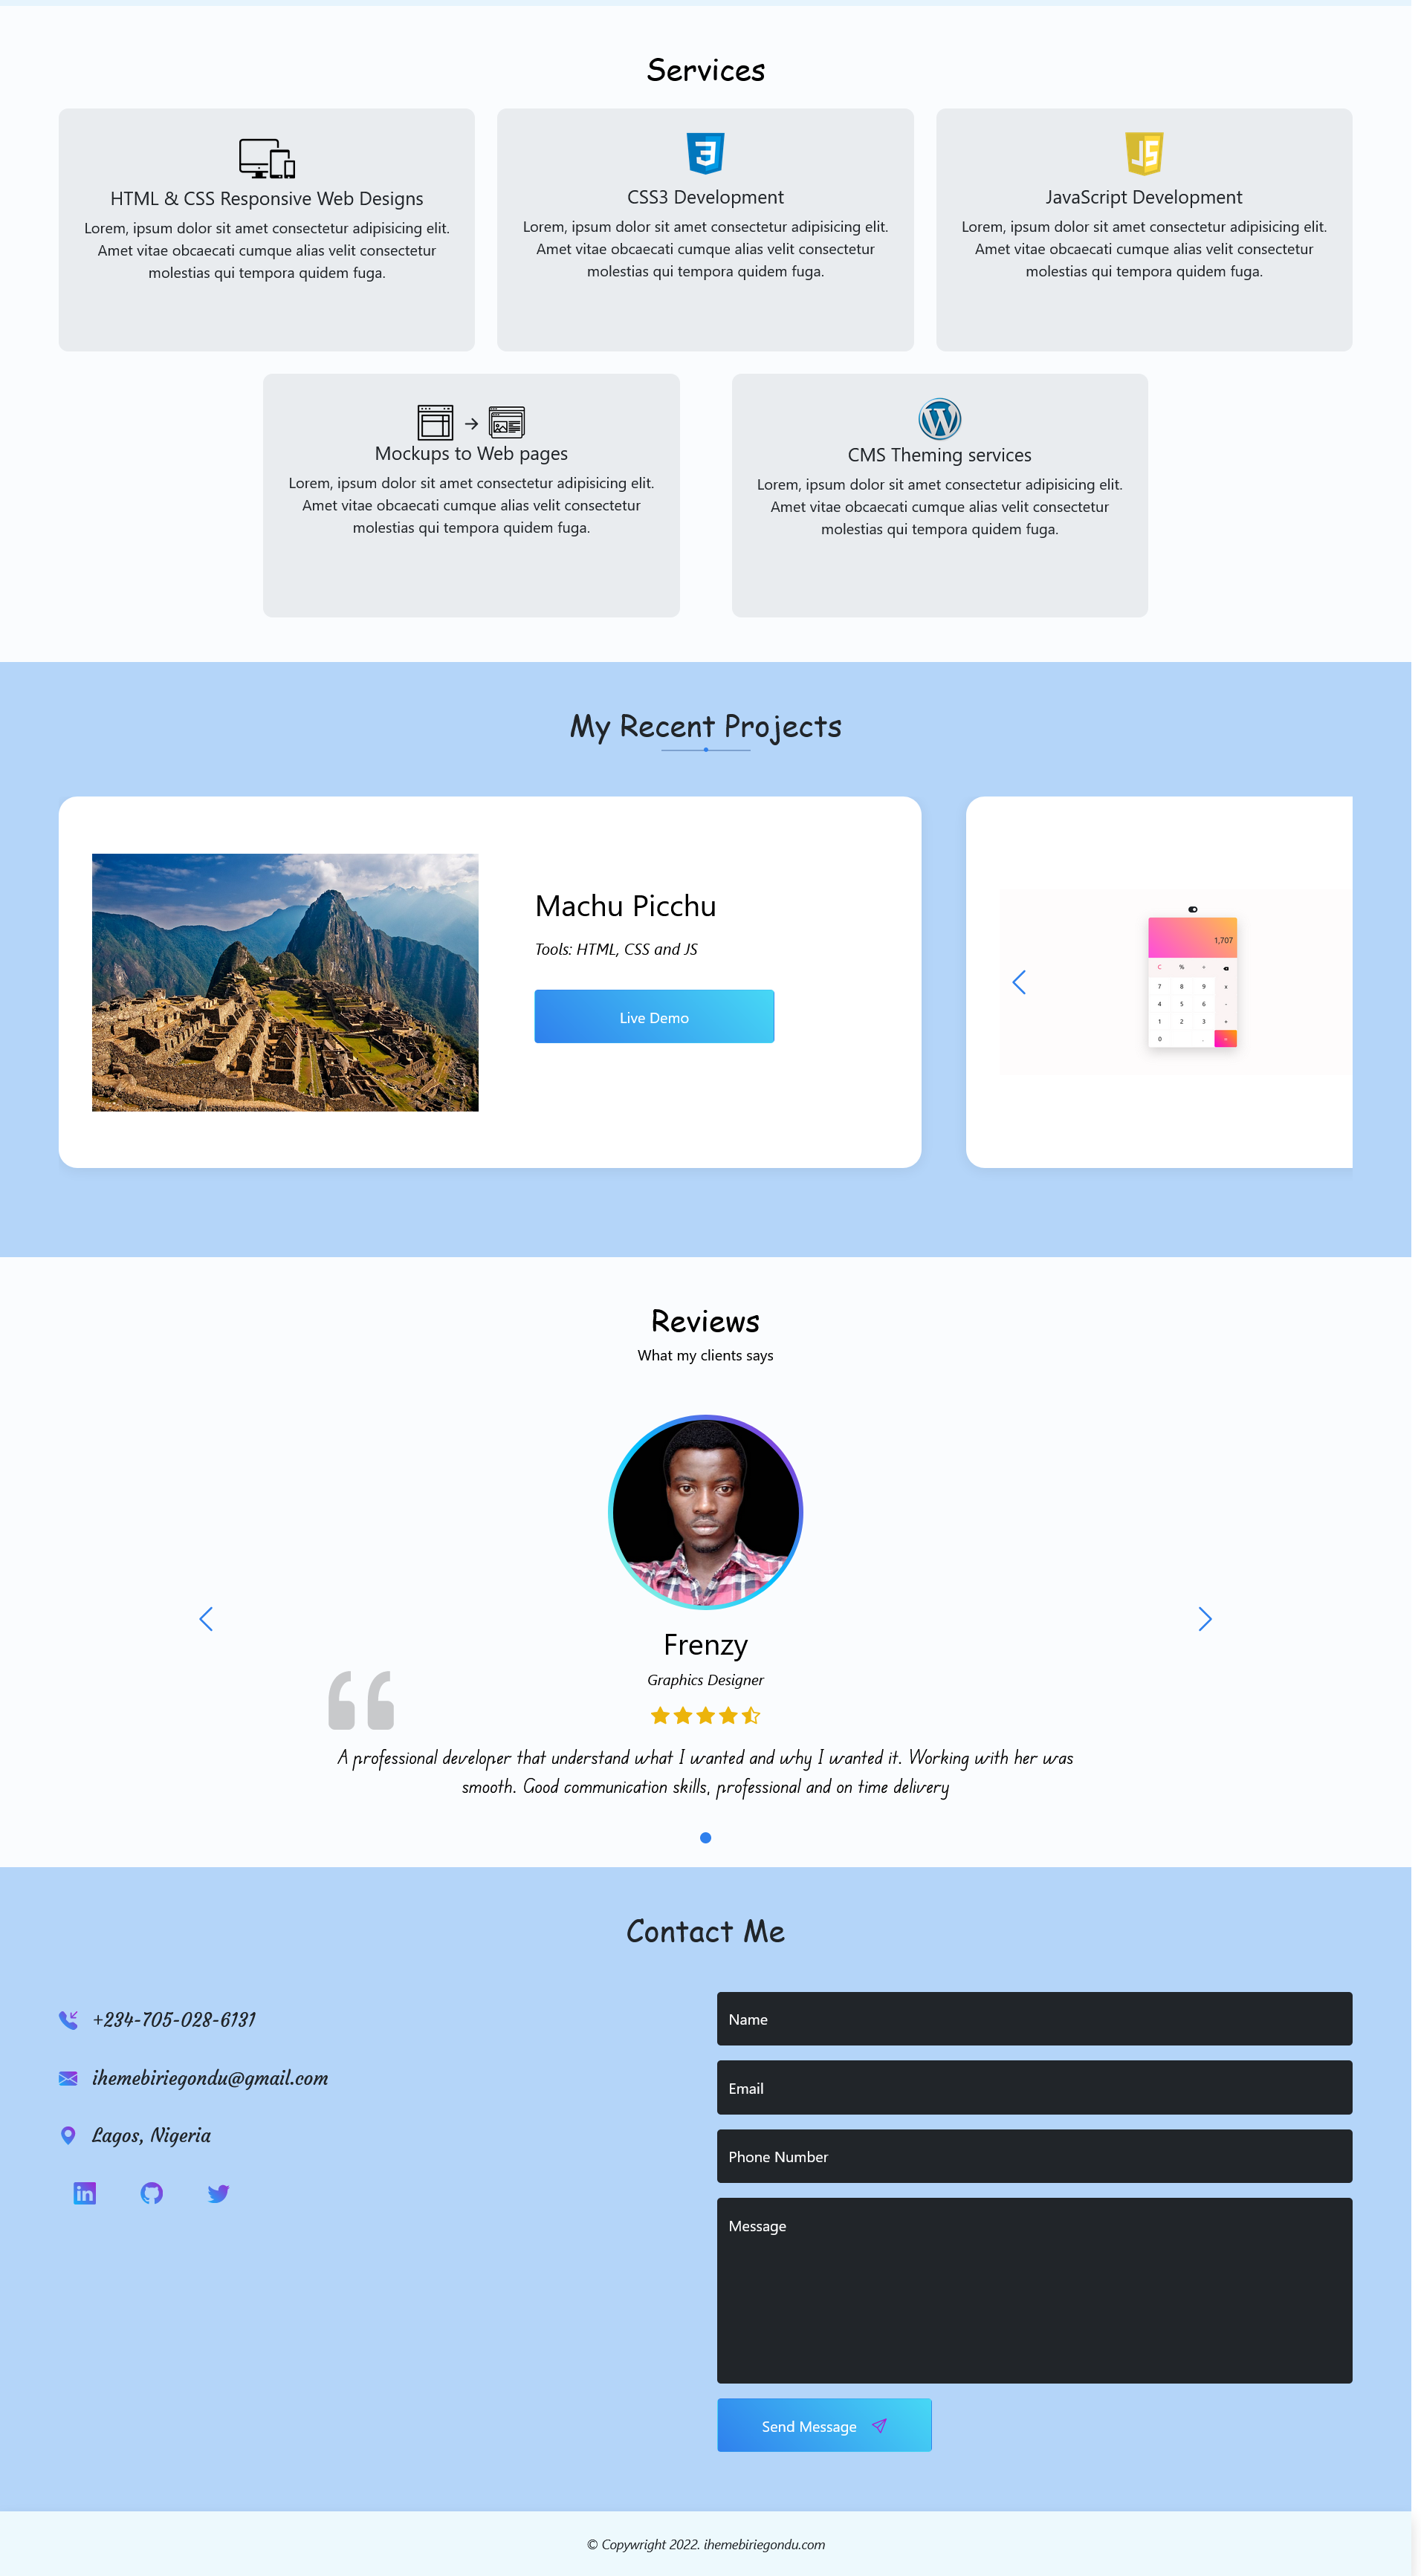 Services
HTML & CSS Responsive Web Designs
Lorem, ipsum dolor sit amet consectetur adipisicing elit.
Amet vitae obcaecati cumque alias velit consectetur
molestias qui tempora quidem fuga.
3
CSS3 Development
Lorem, ipsum dolor sit amet consectetur adipisicing elit.
Amet vitae obcaecati cumque alias velit consectetur
molestias qui tempora quidem fuga.
JS
JavaScript Development
Lorem, ipsum dolor sit amet consectetur adipisicing elit.
Amet vitae obcaecati cumque alias velit consectetur
molestias qui tempora quidem fuga.
Mockups to Web pages
Lorem, ipsum dolor sit amet consectetur adipisicing elit.
Amet vitae obcaecati cumque alias velit consectetur
molestias qui tempora quidem fuga.
W
CMS Theming services
Lorem, ipsum dolor sit amet consectetur adipisicing elit.
Amet vitae obcaecati cumque alias velit consectetur
molestias qui tempora quidem fuga.
My Recent Projects
Machu Picchu
Tools: HTML, CSS and JS
Live Demo
1,707
C % ÷
7 8 9 x
4 5 6 -
1 2 3 +
0 . =
Reviews
What my clients says
Frenzy
Graphics Designer
“
A professional developer that understand what I wanted and why I wanted it. Working with her was
smooth. Good communication skills, professional and on time delivery
Contact Me
+234-705-028-6131
ihemebiriegondu@gmail.com
Lagos, Nigeria
in
Name
Email
Phone Number
Message
Send Message
© Copywright 2022. ihemebiriegondu.com